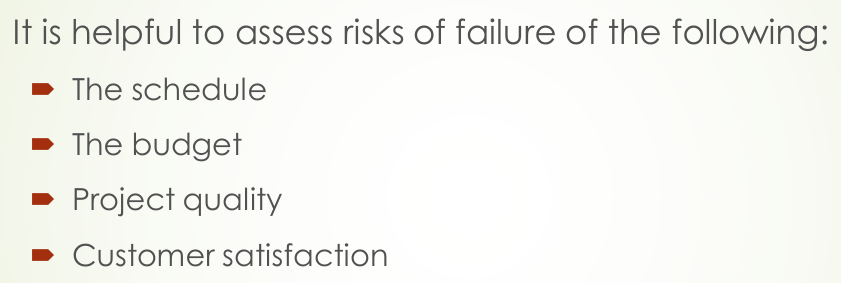 It is helpful to assess risks of failure of the following:
The schedule
The budget
Project quality
Customer satisfaction